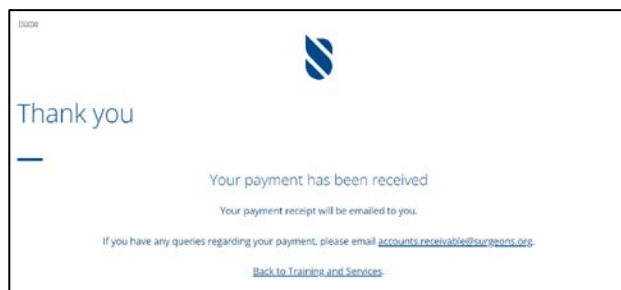 Home
Thank you
Your payment has been received
Your payment receipt will be emailed to you.
If you have any queries regarding your payment, please email accounts.receivable@surgeons.org.
Back to Training and Services.